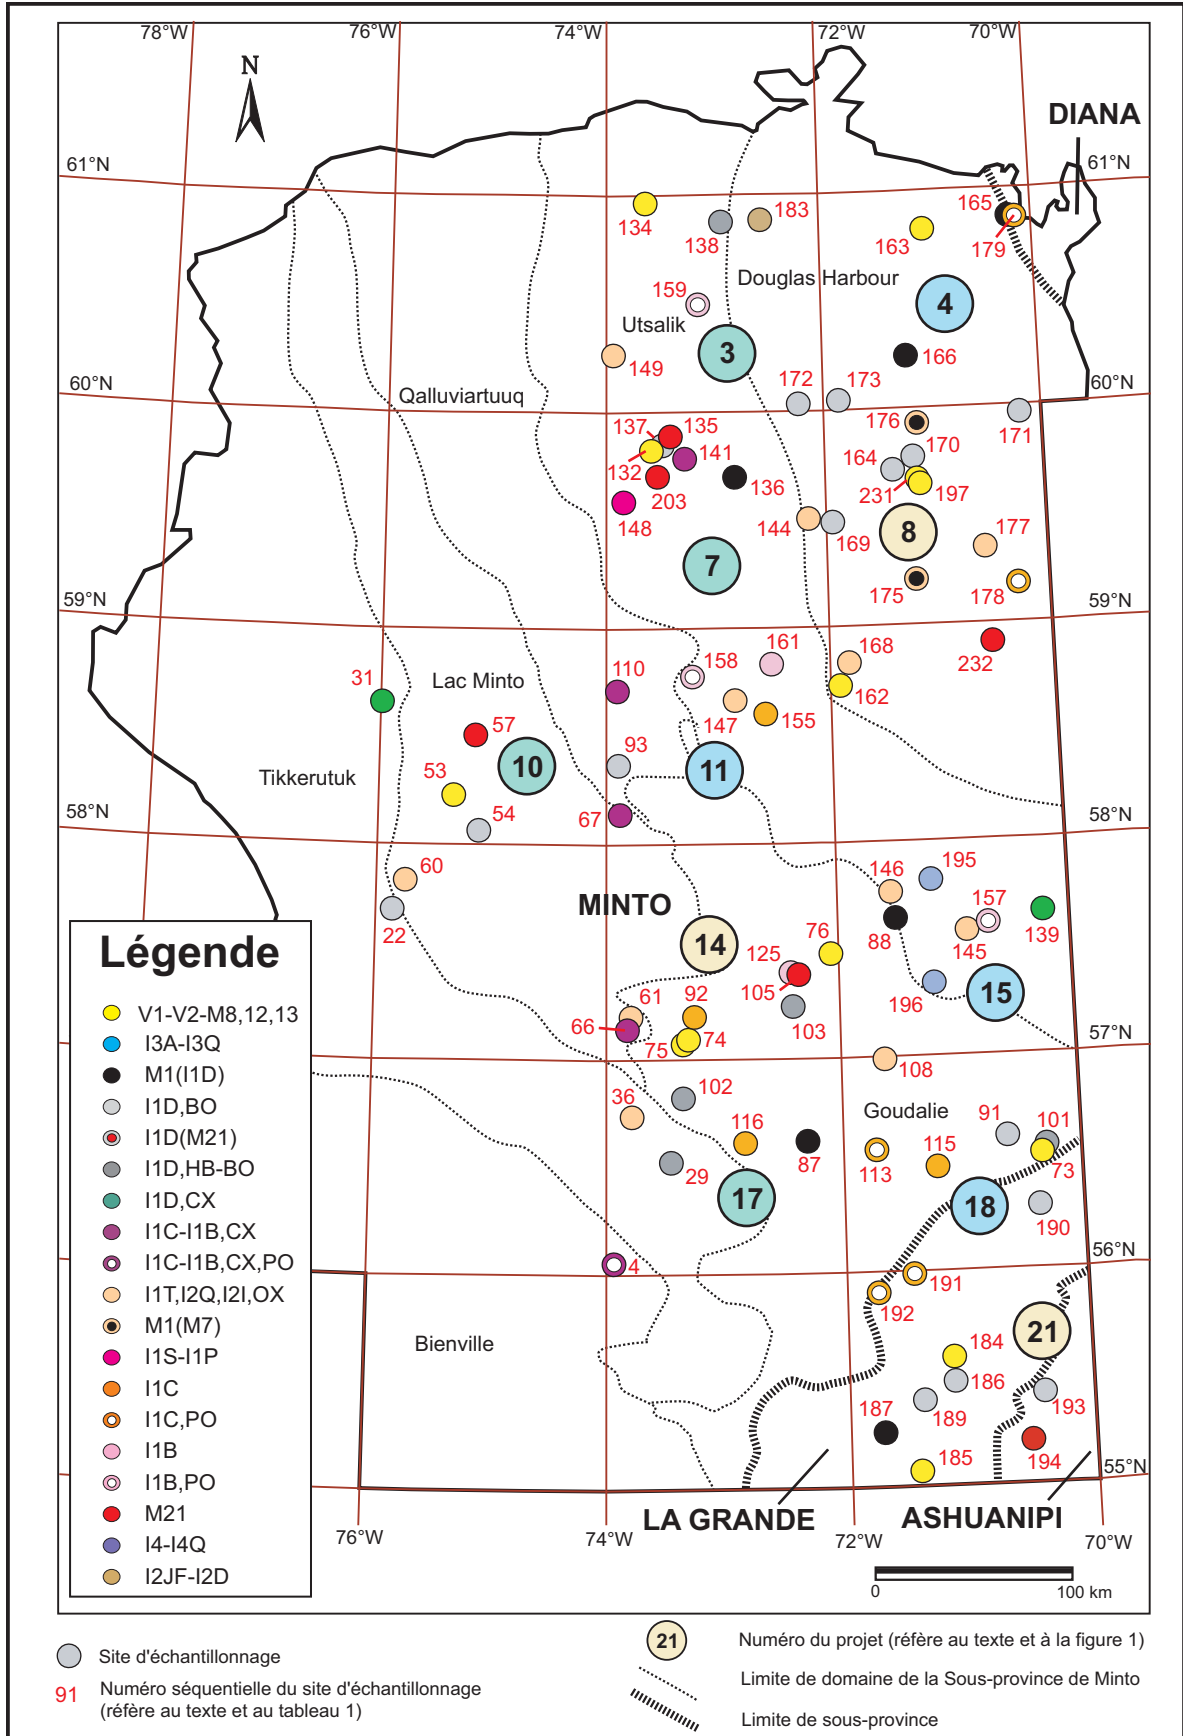 78°W 76°W 74°W 72°W 70°W
N
DIANA
61°N 61°N
165
134 138 183 163 179
Douglas Harbour
159
4
Utsalik
3
149 166
172 173
60°N 60°N
Qalluviartuuq
137 135 176 171
141 164 170
132 136
203 231 197
148 144 169 8 177
7
175 178
59°N 59°N
161 168 232
110 158
31 Lac Minto 162
57 147 155
93
10 11
Tikkerutuk 53
54 67
58°N 58°N
60 146 195
157
MINTO
22 76 88 145 139
14
125
105 196 15
61 92 103
66 74
75 57°N
108
102
36 Goudalie 91 101
116
87 113 115 73
29
17 18 190
56°N
4
191
192
21
Bienville
184
186
193
187 189
194
185 55°N
LA GRANDE ASHUANIPI
76°W 74°W 72°W 70°W
0 100 km
Légende
V1-V2-M8,12,13
I3A-I3Q
M1(I1D)
I1D,BO
I1D(M21)
I1D,HB-BO
I1D,CX
I1C-I1B,CX
I1C-I1B,CX,PO
I1T,I2Q,I2I,OX
M1(M7)
I1S-I1P
I1C
I1C,PO
I1B
I1B,PO
M21
I4-I4Q
I2JF-I2D
Site d'échantillonnage
91 Numéro séquentielle du site d'échantillonnage
(réfère au texte et au tableau 1)
21 Numéro du projet (réfère au texte et à la figure 1)
Limite de domaine de la Sous-province de Minto
Limite de sous-province